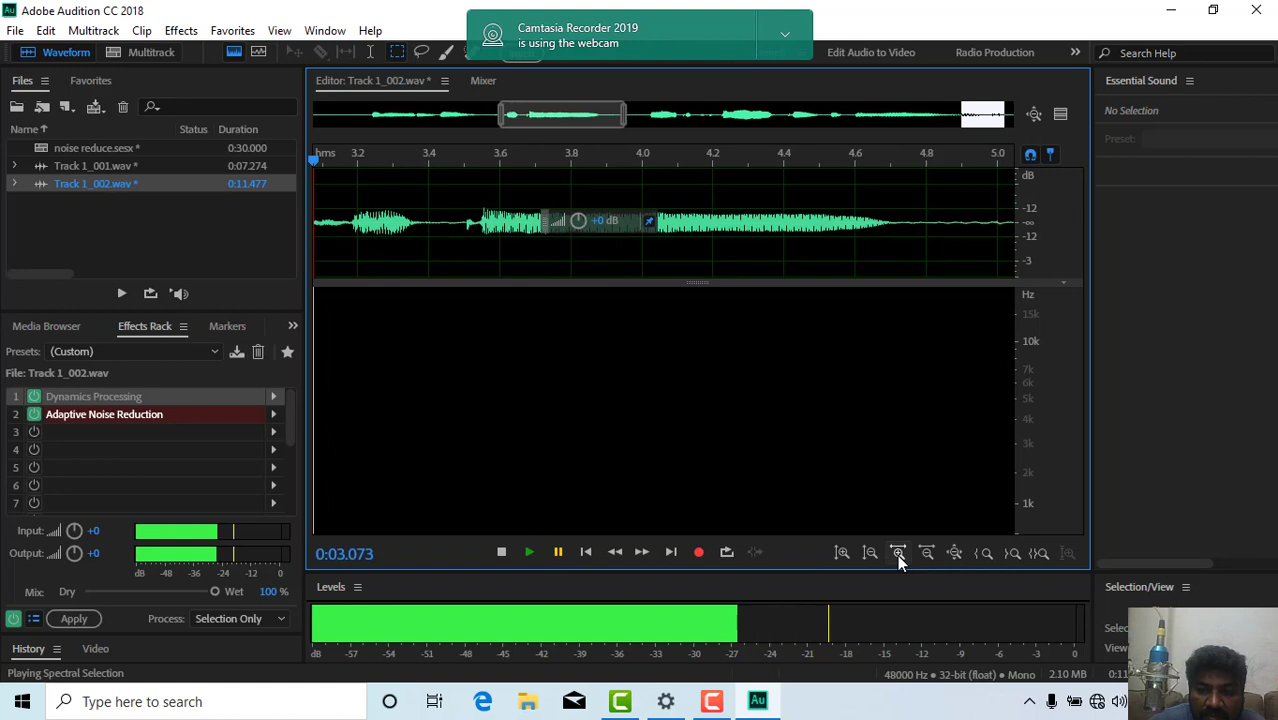 Au Adobe Audition CC 2018
File Edit Multitrack Clip Effects Favorites View Window Help
Camtasia Recorder 2019
is using the webcam
Waveform Multitrack Edit Audio to Video Radio Production Search Help
Files Favorites
Editor: Track 1_002.wav * Mixer
Essential Sound
No Selection
Preset:
Name Status Duration
noise reduce.sesx * 0:30.000
Track 1_001.wav * 0:07.274
Track 1_002.wav * 0:11.477
hms 3.2 3.4 3.6 3.8 4.0 4.2 4.4 4.6 4.8 5.0
dB
-12
-∞
-12
-3
+0 dB
Hz
15k
10k
7k
6k
5k
4k
3k
2k
1k
Media Browser Effects Rack Markers
Presets: (Custom)
File: Track 1_002.wav
1 Dynamics Processing
2 Adaptive Noise Reduction
3
4
5
6
7
Input: +0
Output: +0
dB -48 -36 -24 -12 0
Mix: Dry Wet 100 %
Apply Process: Selection Only
0:03.073
Levels
dB -57 -54 -51 -48 -45 -42 -39 -36 -33 -30 -27 -24 -21 -18 -15 -12 -9 -6 -3 0
Selection/View
History Video
Playing Spectral Selection
48000 Hz • 32-bit (float) • Mono 2.10 MB
Type here to search
Au